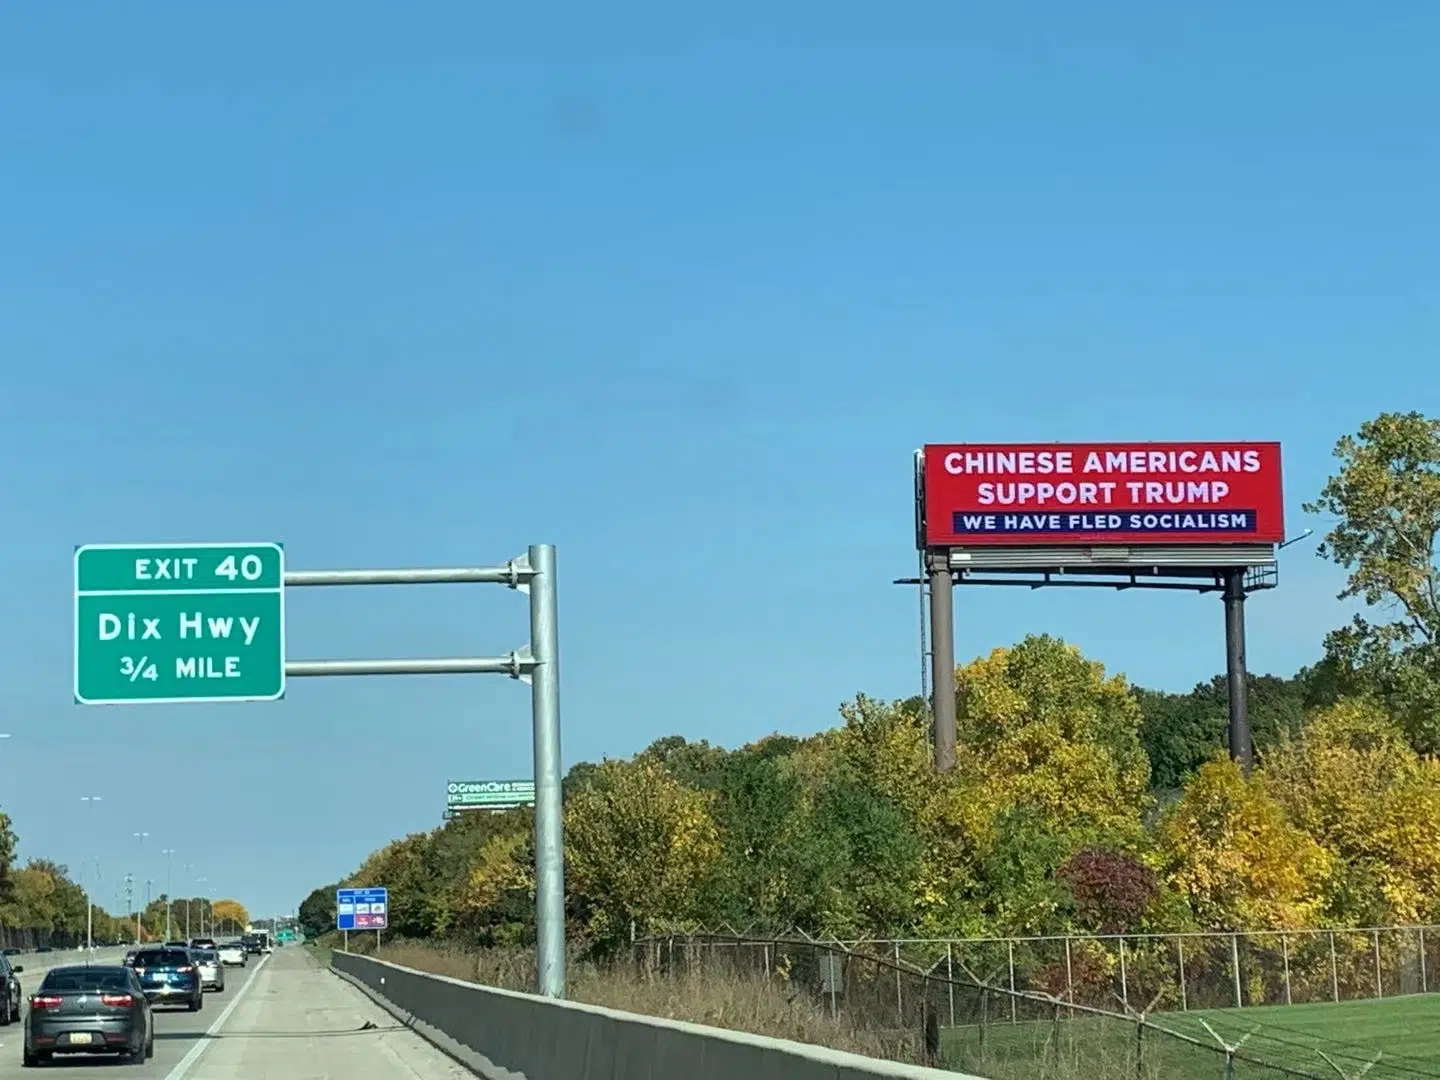 EXIT 40
Dix Hwy
3/4 MILE
CHINESE AMERICANS
SUPPORT TRUMP
WE HAVE FLED SOCIALISM
GreenCare